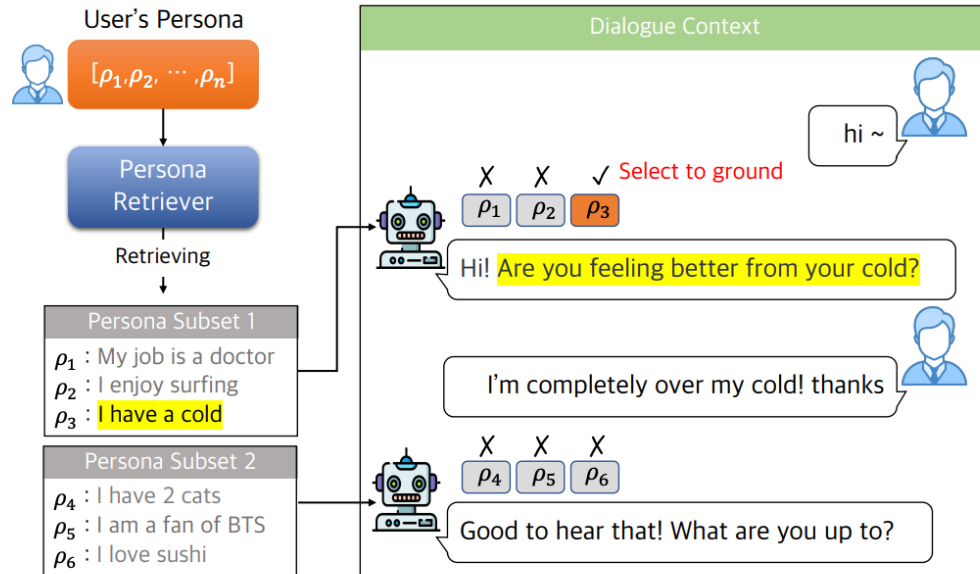 User's Persona
[ρ1,ρ2, ⋯ ,ρn]
Persona
Retriever
Retrieving
Persona Subset 1
ρ1 : My job is a doctor
ρ2 : I enjoy surfing
ρ3 : I have a cold
Persona Subset 2
ρ4 : I have 2 cats
ρ5 : I am a fan of BTS
ρ6 : I love sushi
Dialogue Context
hi ~
✗ ✗ ✓ Select to ground
ρ1 ρ2 ρ3
Hi! Are you feeling better from your cold?
I'm completely over my cold! thanks
✗ ✗ ✗
ρ4 ρ5 ρ6
Good to hear that! What are you up to?